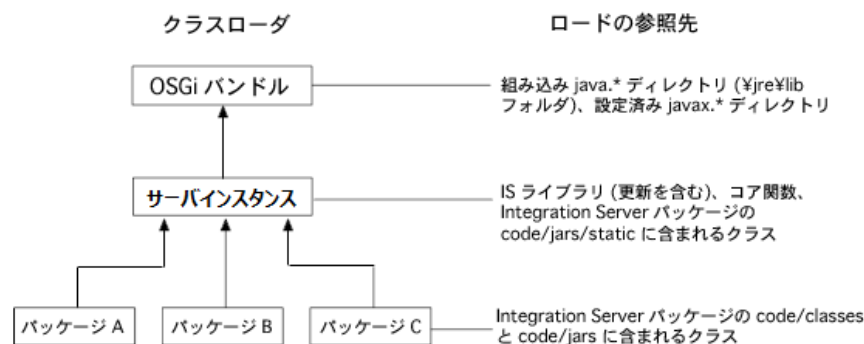 クラスローダ
ロードの参照先
OSGi バンドル
組み込み java.* ディレクトリ (¥jre¥lib
フォルダ)、設定済み javax.* ディレクトリ
サーバインスタンス
IS ライブラリ (更新を含む)、コア関数、
Integration Server パッケージの
code/jars/static に含まれるクラス
パッケージ A
パッケージ B
パッケージ C
Integration Server パッケージの code/classes
と code/jars に含まれるクラス